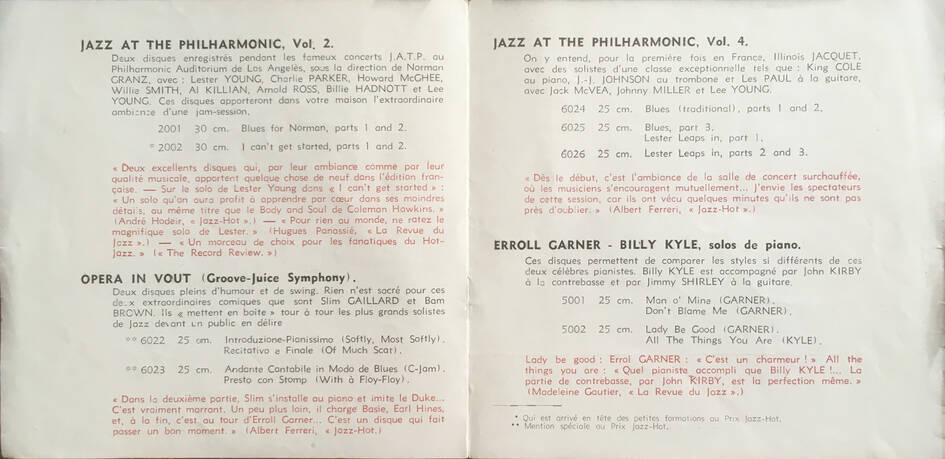 JAZZ AT THE PHILHARMONIC, Vol. 2.
Deux disques enregistrés pendant les fameux concerts J.A.T.P. au
Philharmonic Auditorium de Los Angelès, sous la direction de Norman
GRANZ, avec : Lester YOUNG, Charlie PARKER, Howard McGHEE,
Willie SMITH, Al KILLIAN, Arnold ROSS, Billie HADNOTT et Lee
YOUNG. Ces disques apporteront dans votre maison l'extraordinaire
ambiance d'une jam-session.
2001 30 cm. Blues for Norman, parts 1 and 2.
* 2002 30 cm. I can't get started, parts 1 and 2.
« Deux excellents disques qui, par leur ambiance comme par leur
qualité musicale, apportent quelque chose de neuf dans l'édition fran-
çaise. — Sur le solo de Lester Young dans « I can't get started » :
« Un solo qu'on aura profit à apprendre par cœur dans ses moindres
détails, au même titre que le Body and Soul de Coleman Hawkins. »
(André Hodeir, « Jazz-Hot ».) — « Pour rien au monde, ne ratez le
magnifique solo de Lester. » (Hugues Panassié, « La Revue du
Jazz ».) — « Un morceau de choix pour les fanatiques du Hot-
Jazz. » (« The Record Review. »)
OPERA IN VOUT (Groove-Juice Symphony).
Deux disques pleins d'humour et de swing. Rien n'est sacré pour ces
deux extraordinaires comiques que sont Slim GAILLARD et Bam
BROWN. Ils « mettent en boîte » tour à tour les plus grands solistes
de Jazz devant un public en délire
** 6022 25 cm. Introduzione-Pianissimo (Softly, Most Softly).
Recitativo e Finale (Of Much Scat).
** 6023 25 cm. Andante Cantabile in Modo de Blues (C-Jam).
Presto con Stomp (With à Floy-Floy).
« Dans la deuxième partie, Slim s'installe au piano et imite le Duke...
C'est vraiment marrant. Un peu plus loin, il charge Basie, Earl Hines,
et, à la fin, c'est au tour d'Erroll Garner... C'est un disque qui fait
passer un bon moment. » (Albert Ferreri, « Jazz-Hot.)
JAZZ AT THE PHILHARMONIC, Vol. 4.
On y entend, pour la première fois en France, Illinois JACQUET,
avec des solistes d'une classe exceptionnelle tels que : King COLE
au piano, J.-J. JOHNSON au trombone et Les PAUL à la guitare,
avec Jack McVEA, Johnny MILLER et Lee YOUNG.
6024 25 cm. Blues (traditional), parts 1 and 2.
6025 25 cm. Blues, part 3.
Lester Leaps in, part 1.
6026 25 cm. Lester Leaps in, parts 2 and 3.
« Dès le début, c'est l'ambiance de la salle de concert surchauffée,
où les musiciens s'encouragent mutuellement... J'envie les spectateurs
de cette session, car ils ont vécu quelques minutes qu'ils ne sont pas
près d'oublier. » (Albert Ferreri, « Jazz-Hot ».)
ERROLL GARNER - BILLY KYLE, solos de piano.
Ces disques permettent de comparer les styles si différents de ces
deux célèbres pianistes. Billy KYLE est accompagné par John KIRBY
à la contrebasse et par Jimmy SHIRLEY à la guitare.
5001 25 cm. Man o' Mine (GARNER).
Don't Blame Me (GARNER).
5002 25 cm. Lady Be Good (GARNER).
All The Things You Are (KYLE).
Lady be good : Errol GARNER : « C'est un charmeur ! » All the
things you are : « Quel pianiste accompli que Billy KYLE !... La
partie de contrebasse, par John KIRBY, est la perfection même. »
(Madeleine Gautier, « La Revue du Jazz ».)
* Qui est arrivé en tête des petites formations au Prix Jazz-Hot.
** Mention spéciale au Prix Jazz-Hot.